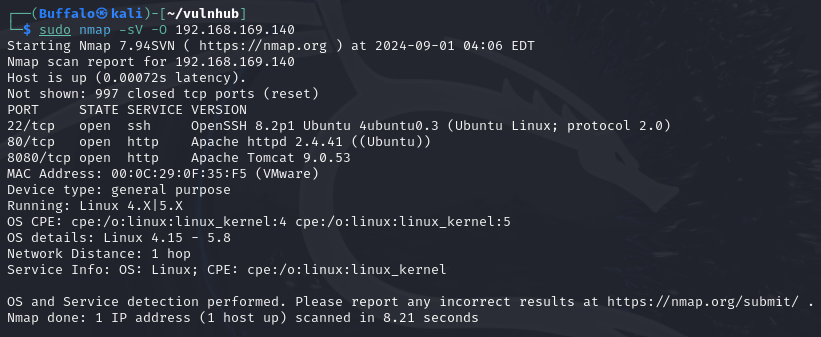 ┌──(Buffalo㉿kali)-[~/vulnhub]
└─$ sudo nmap -sV -O 192.168.169.140
Starting Nmap 7.94SVN ( https://nmap.org ) at 2024-09-01 04:06 EDT
Nmap scan report for 192.168.169.140
Host is up (0.00072s latency).
Not shown: 997 closed tcp ports (reset)
PORT     STATE SERVICE VERSION
22/tcp   open  ssh     OpenSSH 8.2p1 Ubuntu 4ubuntu0.3 (Ubuntu Linux; protocol 2.0)
80/tcp   open  http    Apache httpd 2.4.41 ((Ubuntu))
8080/tcp open  http    Apache Tomcat 9.0.53
MAC Address: 00:0C:29:0F:35:F5 (VMware)
Device type: general purpose
Running: Linux 4.X|5.X
OS CPE: cpe:/o:linux:linux_kernel:4 cpe:/o:linux:linux_kernel:5
OS details: Linux 4.15 - 5.8
Network Distance: 1 hop
Service Info: OS: Linux; CPE: cpe:/o:linux:linux_kernel

OS and Service detection performed. Please report any incorrect results at https://nmap.org/submit/ .
Nmap done: 1 IP address (1 host up) scanned in 8.21 seconds